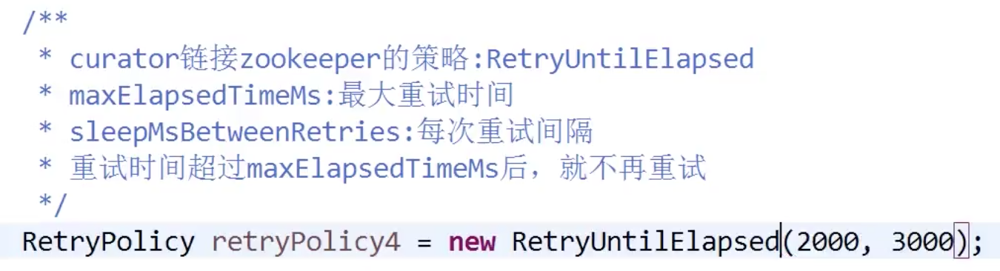 /**
* curator链接zookeeper的策略:RetryUntilElapsed
* maxElapsedTimeMs:最大重试时间
* sleepMsBetweenRetries:每次重试间隔
* 重试时间超过maxElapsedTimeMs后，就不再重试
*/
RetryPolicy retryPolicy4 = new RetryUntilElapsed(2000, 3000);